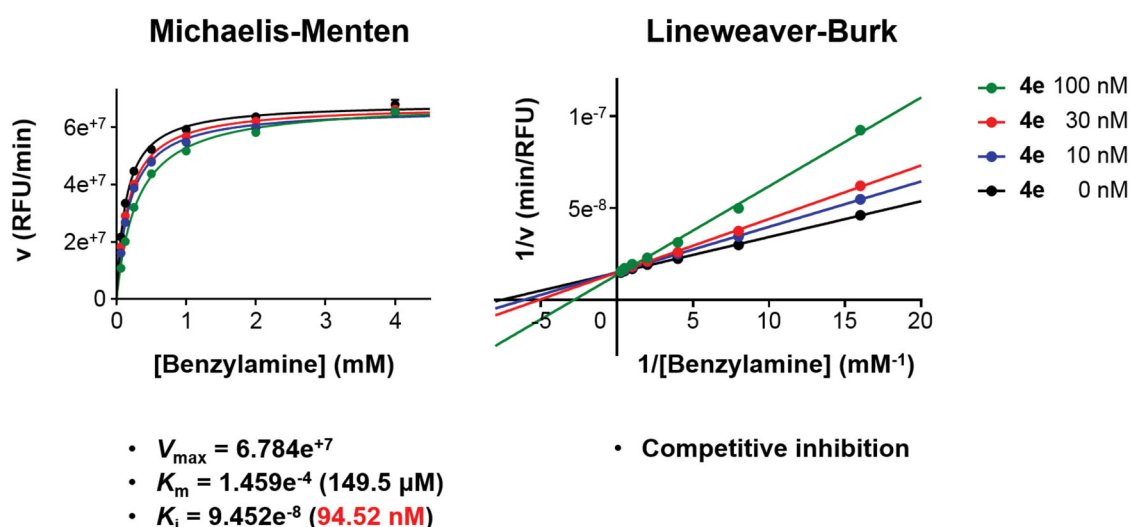 Michaelis-Menten
Lineweaver-Burk
v (RFU/min)
6e+7
4e+7
2e+7
0
0 1 2 3 4
[Benzylamine] (mM)
1/v (min/RFU)
1e-7
5e-8
-5 0 5 10 15 20
1/[Benzylamine] (mM-1)
4e 100 nM
4e 30 nM
4e 10 nM
4e 0 nM
• Vmax = 6.784e+7
• Km = 1.459e-4 (149.5 µM)
• Ki = 9.452e-8 (94.52 nM)
• Competitive inhibition